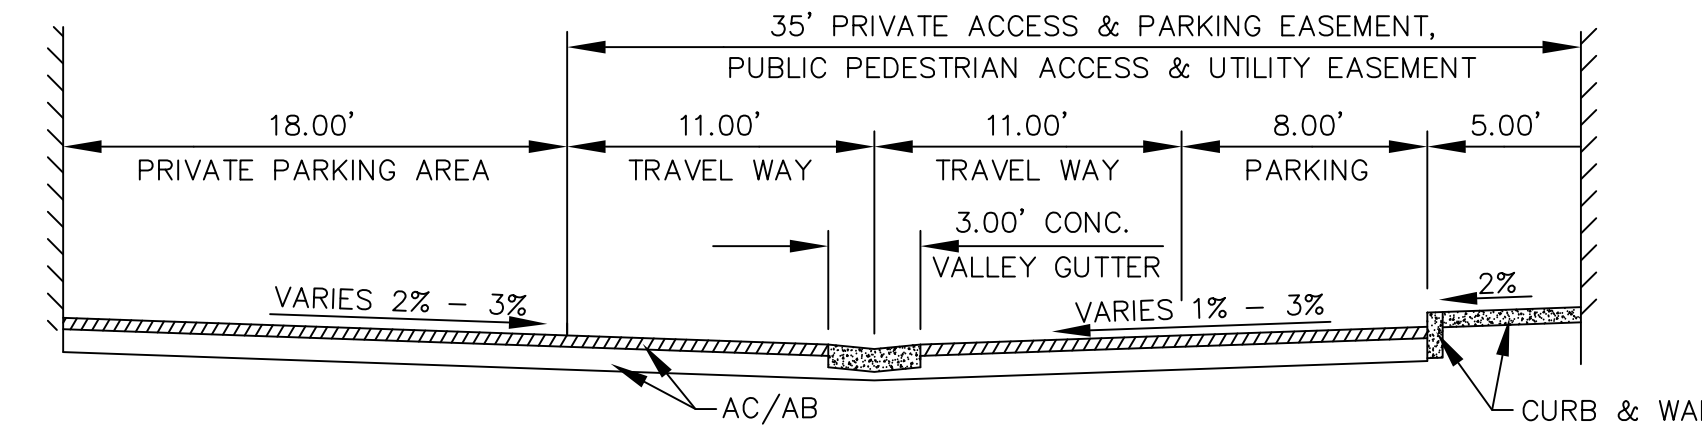 35' PRIVATE ACCESS & PARKING EASEMENT,
PUBLIC PEDESTRIAN ACCESS & UTILITY EASEMENT
18.00'
PRIVATE PARKING AREA
11.00'
TRAVEL WAY
11.00'
TRAVEL WAY
8.00'
PARKING
5.00'
3.00' CONC.
VALLEY GUTTER
VARIES 2% - 3%
VARIES 1% - 3%
2%
AC/AB
CURB &